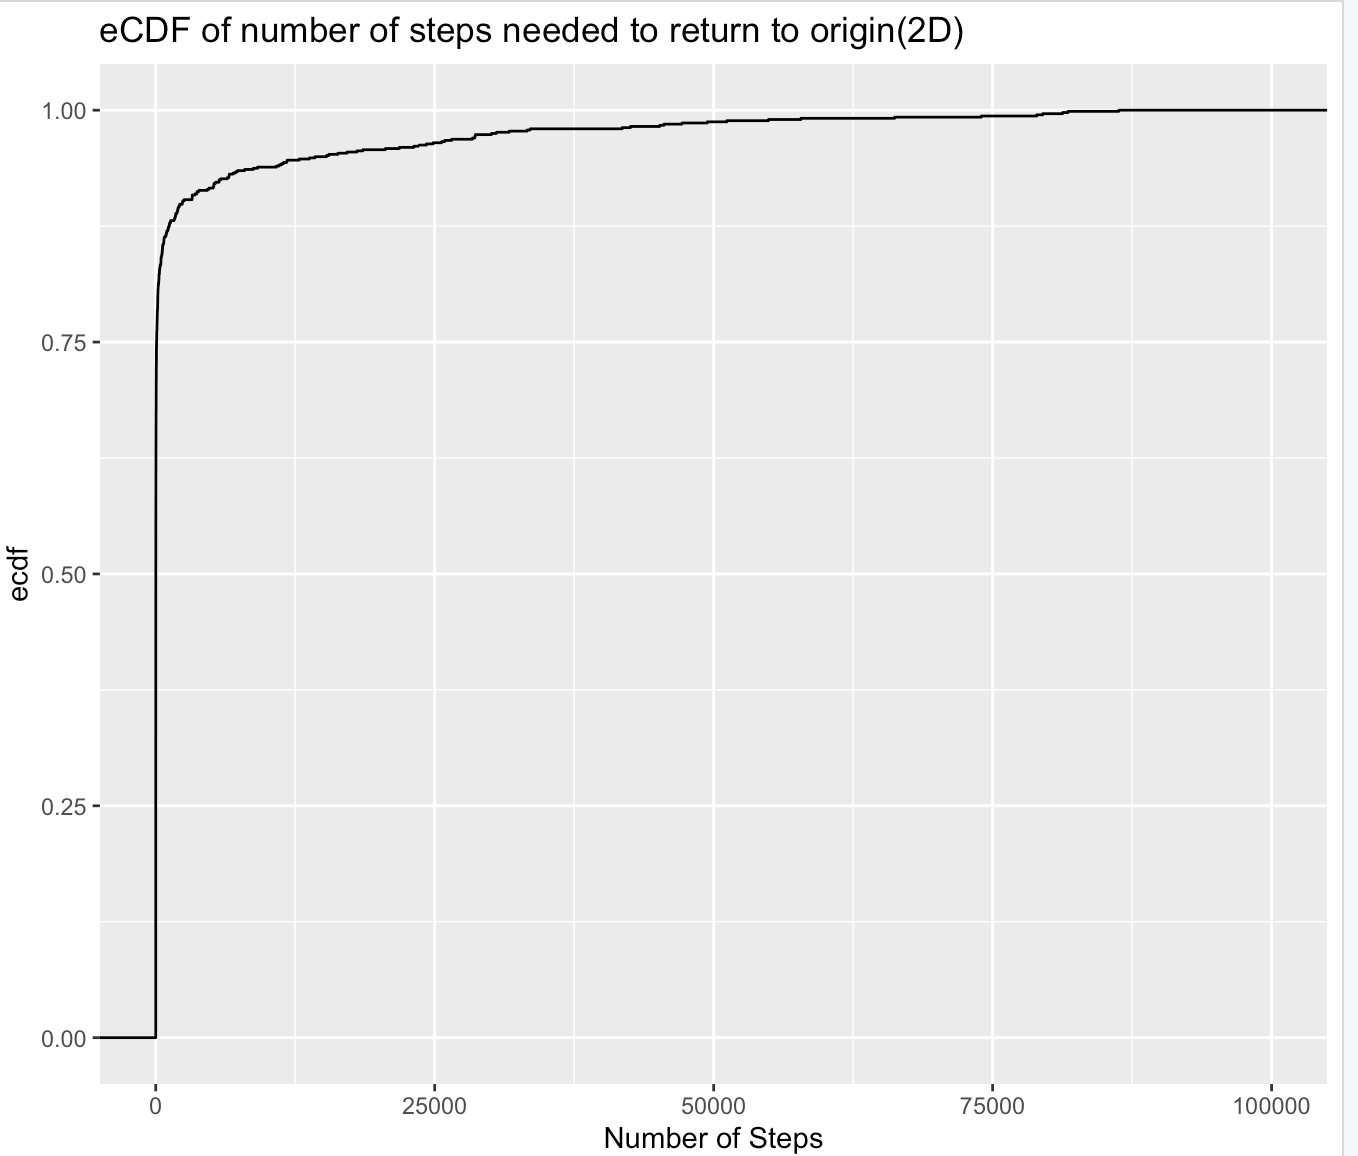 eCDF of number of steps needed to return to origin(2D)
1.00
0.75
0.50
0.25
0.00
ecdf
0 25000 50000 75000 100000
Number of Steps